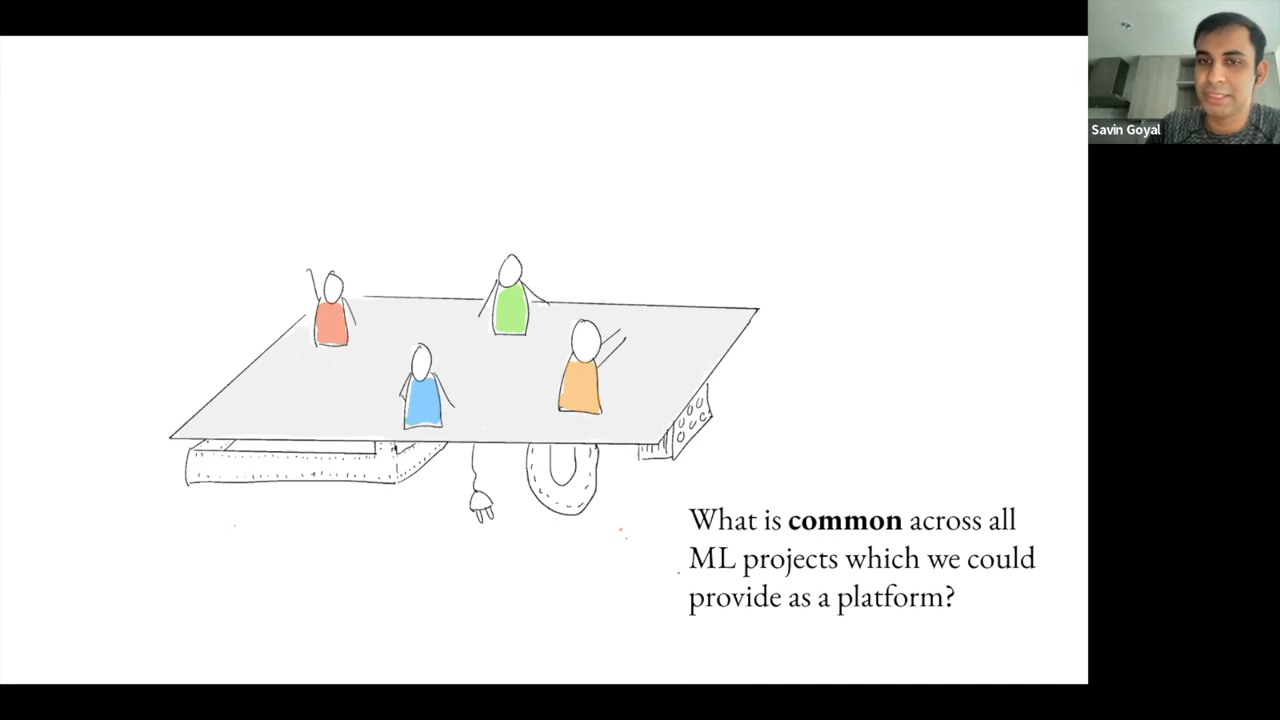 Savin Goyal
What is common across all
ML projects which we could
provide as a platform?